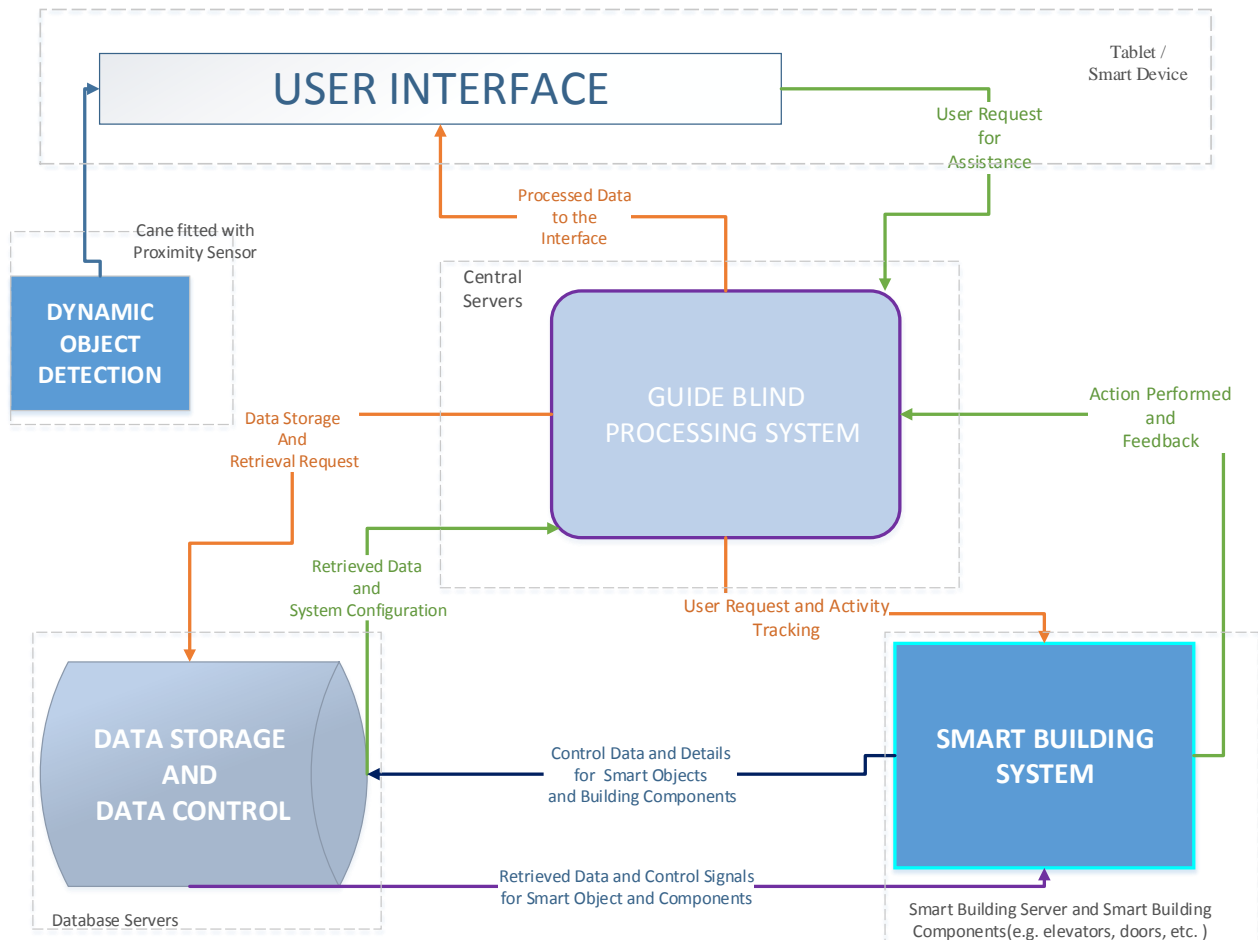 Tablet /
Smart Device
USER INTERFACE
User Request
for
Assistance
Processed Data
to the
Interface
Cane fitted with
Proximity Sensor
DYNAMIC
OBJECT
DETECTION
Central
Servers
GUIDE BLIND
PROCESSING SYSTEM
Data Storage
And
Retrieval Request
Action Performed
and
Feedback
Retrieved Data
and
System Configuration
User Request and Activity
Tracking
DATA STORAGE
AND
DATA CONTROL
Control Data and Details
for Smart Objects
and Building Components
SMART BUILDING
SYSTEM
Retrieved Data and Control Signals
for Smart Object and Components
Database Servers
Smart Building Server and Smart Building
Components(e.g. elevators, doors, etc. )